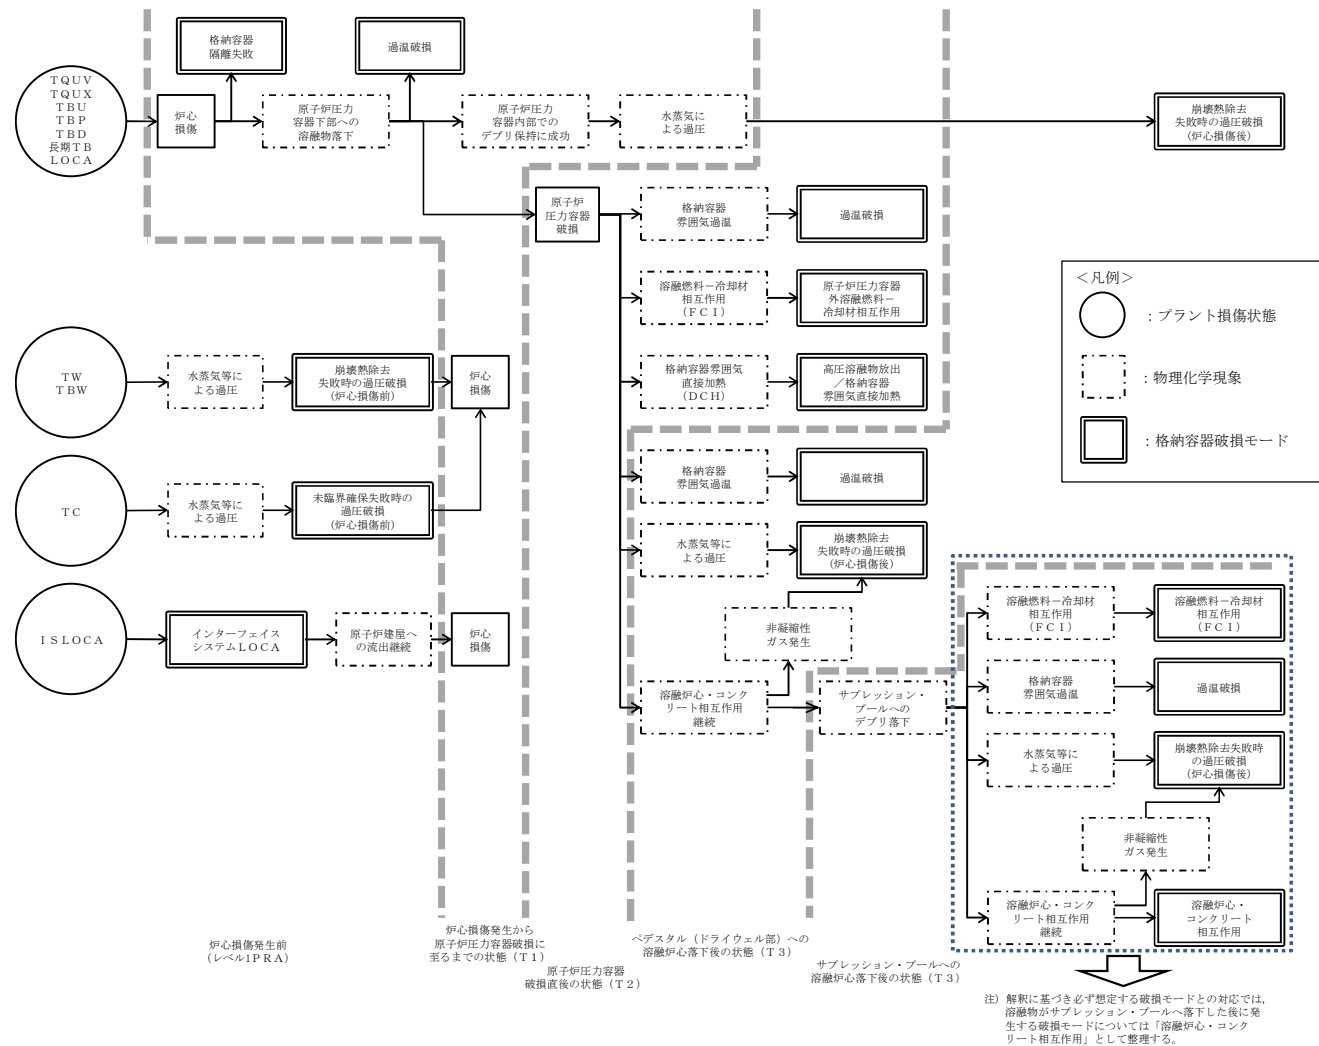 格納容器
隔離失敗
過温破損
TQUV
TQUX
TBU
TBP
TBD
長期TB
LOCA
炉心
損傷
原子炉圧力
容器下部への
溶融物落下
原子炉圧力
容器内部での
デブリ保持に成功
水蒸気に
よる過圧
崩壊熱除去
失敗時の過圧破損
(炉心損傷後)
原子炉
圧力容器
破損
格納容器
雰囲気過温
過温破損
溶融燃料－冷却材
相互作用
(FCI)
原子炉圧力容器
外溶融燃料－
冷却材相互作用
格納容器雰囲気
直接加熱
(DCH)
高圧溶融物放出
／格納容器
雰囲気直接加熱
＜凡例＞
：プラント損傷状態
：物理化学現象
：格納容器破損モード
TW
TBW
水蒸気等に
よる過圧
崩壊熱除去
失敗時の過圧破損
(炉心損傷前)
炉心
損傷
TC
水蒸気等に
よる過圧
未臨界確保失敗時の
過圧破損
(炉心損傷前)
格納容器
雰囲気過温
過温破損
水蒸気等に
よる過圧
崩壊熱除去
失敗時の過圧破損
(炉心損傷後)
ISLOCA
インターフェイス
システムLOCA
原子炉建屋へ
の流出継続
炉心
損傷
非凝縮性
ガス発生
溶融炉心・コンク
リート相互作用
継続
サプレッション・
プールへの
デブリ落下
溶融燃料－冷却材
相互作用
(FCI)
溶融燃料－冷却材
相互作用
(FCI)
格納容器
雰囲気過温
過温破損
水蒸気等に
よる過圧
崩壊熱除去失敗時
の過圧破損
(炉心損傷後)
非凝縮性
ガス発生
溶融炉心・コンク
リート相互作用
継続
溶融炉心・
コンクリート
相互作用
炉心損傷発生前
(レベル1PRA)
炉心損傷発生から
原子炉圧力容器破損に
至るまでの状態（T1）
原子炉圧力容器
破損直後の状態（T2）
ペデスタル（ドライウェル部）への
溶融炉心落下後の状態（T3）
サプレッション・プールへの
溶融炉心落下後の状態（T3）
注）解釈に基づき必ず想定する破損モードとの対応では，
溶融物がサプレッション・プールへ落下した後に発
生する破損モードについては「溶融炉心・コンク
リート相互作用」として整理する。